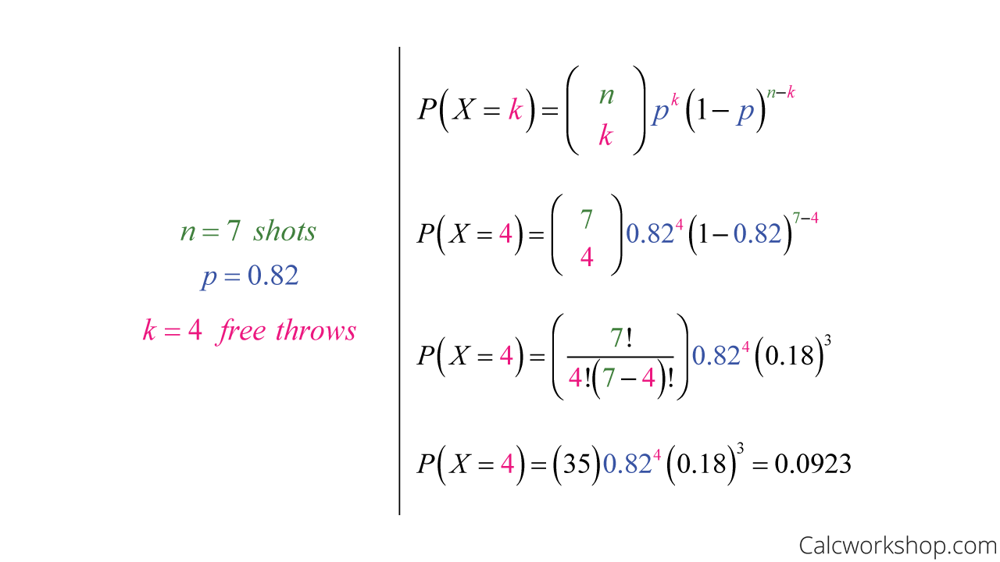 n = 7 shots
p = 0.82
k = 4 free throws
P(X = k) = ( n k ) p^k (1 − p)^{n−k}
P(X = 4) = ( 7 4 ) 0.82^4 (1 − 0.82)^{7−4}
P(X = 4) = ( 7! / 4!(7 − 4)! ) 0.82^4 (0.18)^3
P(X = 4) = (35) 0.82^4 (0.18)^3 = 0.0923
Calcworkshop.com